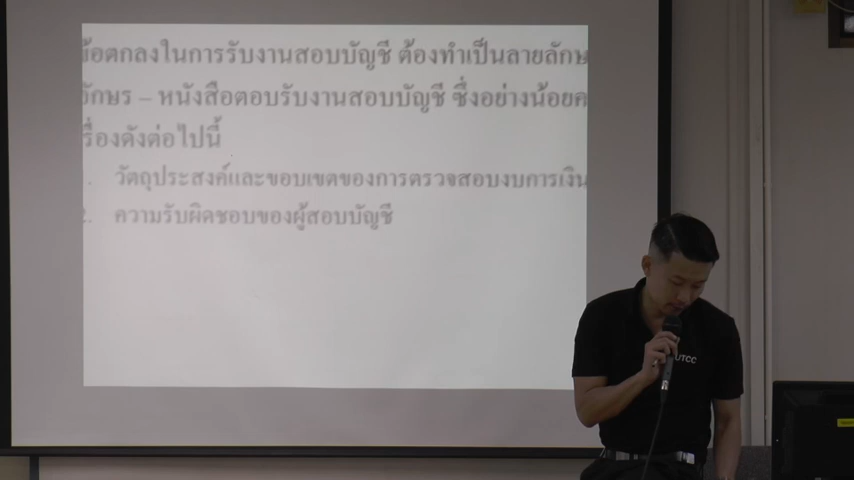 ข้อตกลงในการรับงานสอบบัญชี ต้องทำเป็นลายลักษ
อักษร – หนังสือตอบรับงานสอบบัญชี ซึ่งอย่างน้อยค
รื่องดังต่อไปนี้
. วัตถุประสงค์และขอบเขตของการตรวจสอบงบการเงิน
2. ความรับผิดชอบของผู้สอบบัญชี
UTCC